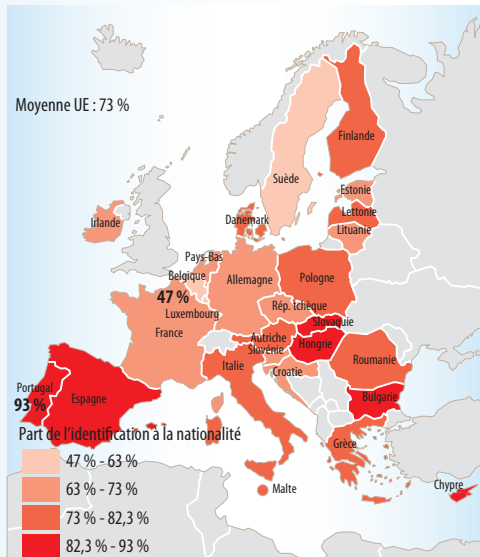 Moyenne UE : 73 %
Finlande
Suède
Estonie
Lettonie
Lituanie
Irlande
Danemark
Pays-Bas
Belgique
Allemagne
Pologne
47 %
Luxembourg
Rép. tchèque
Slovaquie
France
Autriche
Hongrie
Slovénie
Roumanie
Italie
Croatie
Portugal
93 %
Espagne
Bulgarie
Grèce
Malte
Chypre
Part de l'identification à la nationalité
47 % - 63 %
63 % - 73 %
73 % - 82,3 %
82,3 % - 93 %